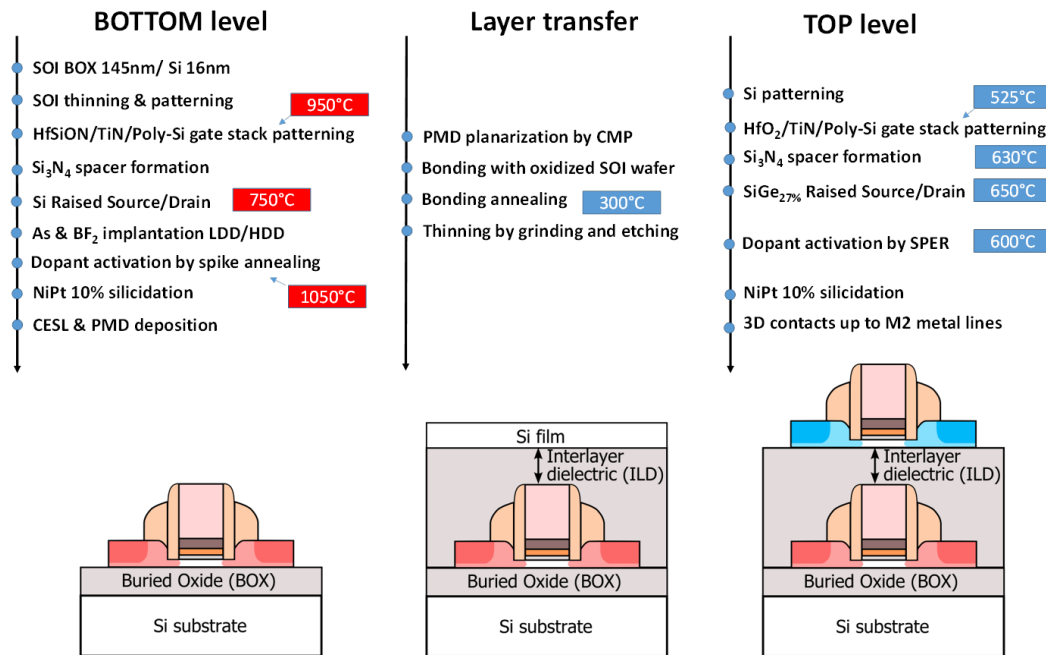 BOTTOM level
SOI BOX 145nm/ Si 16nm
SOI thinning & patterning
950°C
HfSiON/TiN/Poly-Si gate stack patterning
Si₃N₄ spacer formation
Si Raised Source/Drain
750°C
As & BF₂ implantation LDD/HDD
Dopant activation by spike annealing
NiPt 10% silicidation
1050°C
CESL & PMD deposition
Buried Oxide (BOX)
Si substrate
Layer transfer
PMD planarization by CMP
Bonding with oxidized SOI wafer
Bonding annealing
300°C
Thinning by grinding and etching
Si film
Interlayer
dielectric (ILD)
Buried Oxide (BOX)
Si substrate
TOP level
Si patterning
525°C
HfO₂/TiN/Poly-Si gate stack patterning
Si₃N₄ spacer formation
630°C
SiGe₂₇% Raised Source/Drain
650°C
Dopant activation by SPER
600°C
NiPt 10% silicidation
3D contacts up to M2 metal lines
Interlayer
dielectric (ILD)
Buried Oxide (BOX)
Si substrate